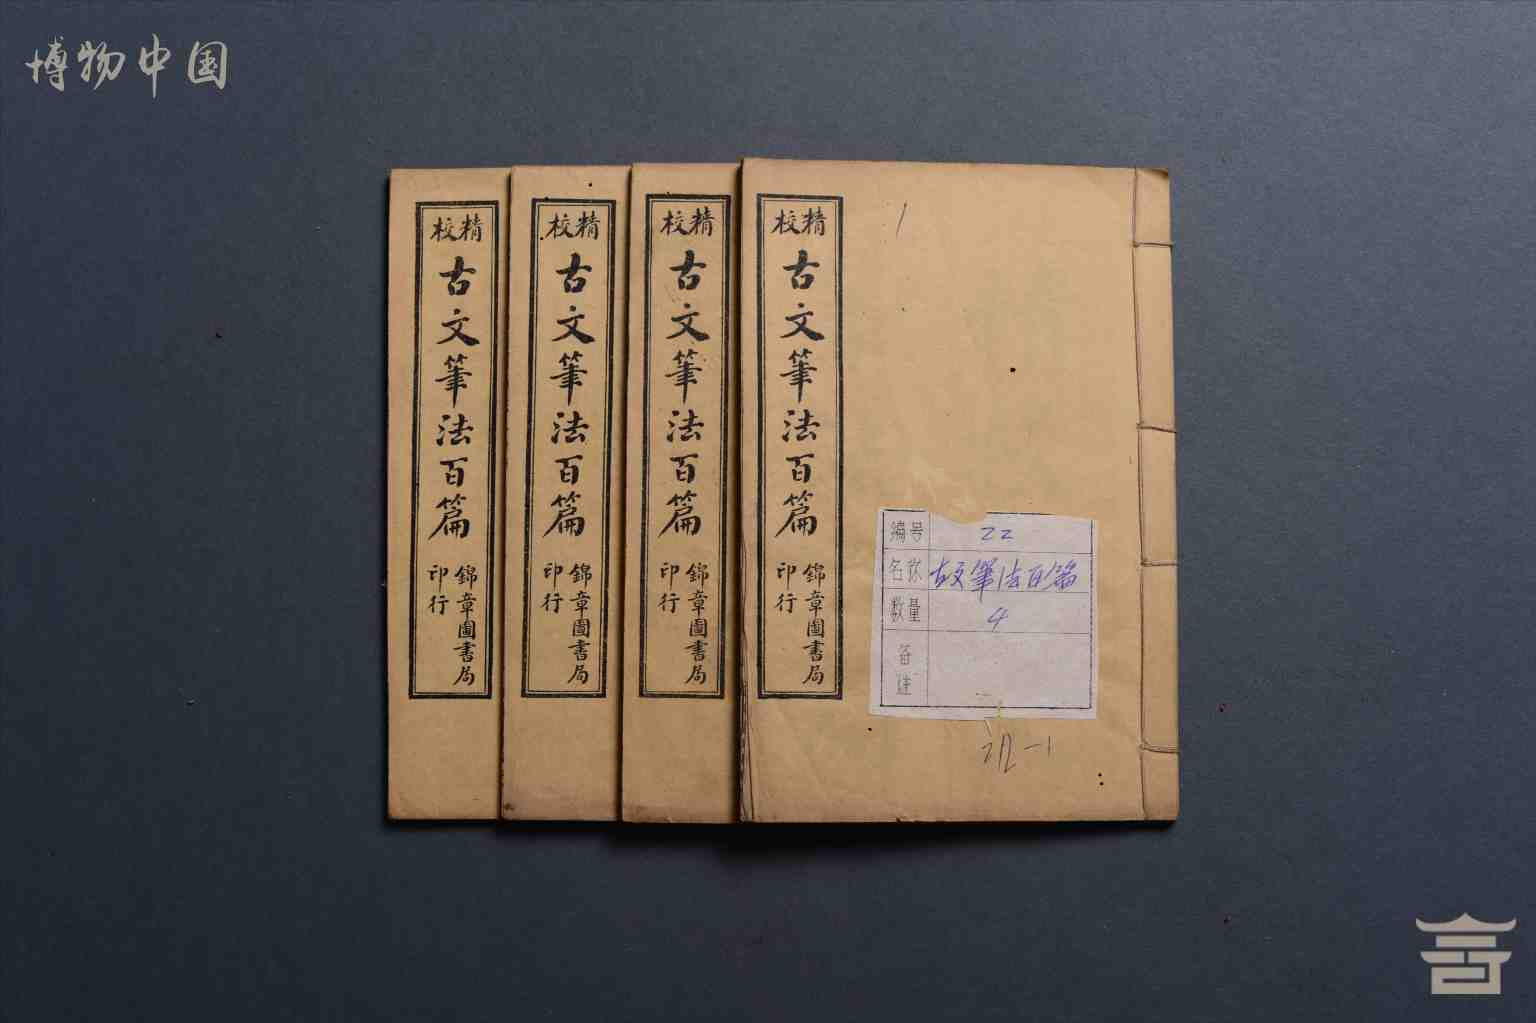 博物中国
精校
古文筆法百篇
錦章圖書局
印行
精校
古文筆法百篇
錦章圖書局
印行
精校
古文筆法百篇
錦章圖書局
印行
精校
古文筆法百篇
錦章圖書局
印行
1
编号 22
名称 古文筆法百篇
数量 4
备注